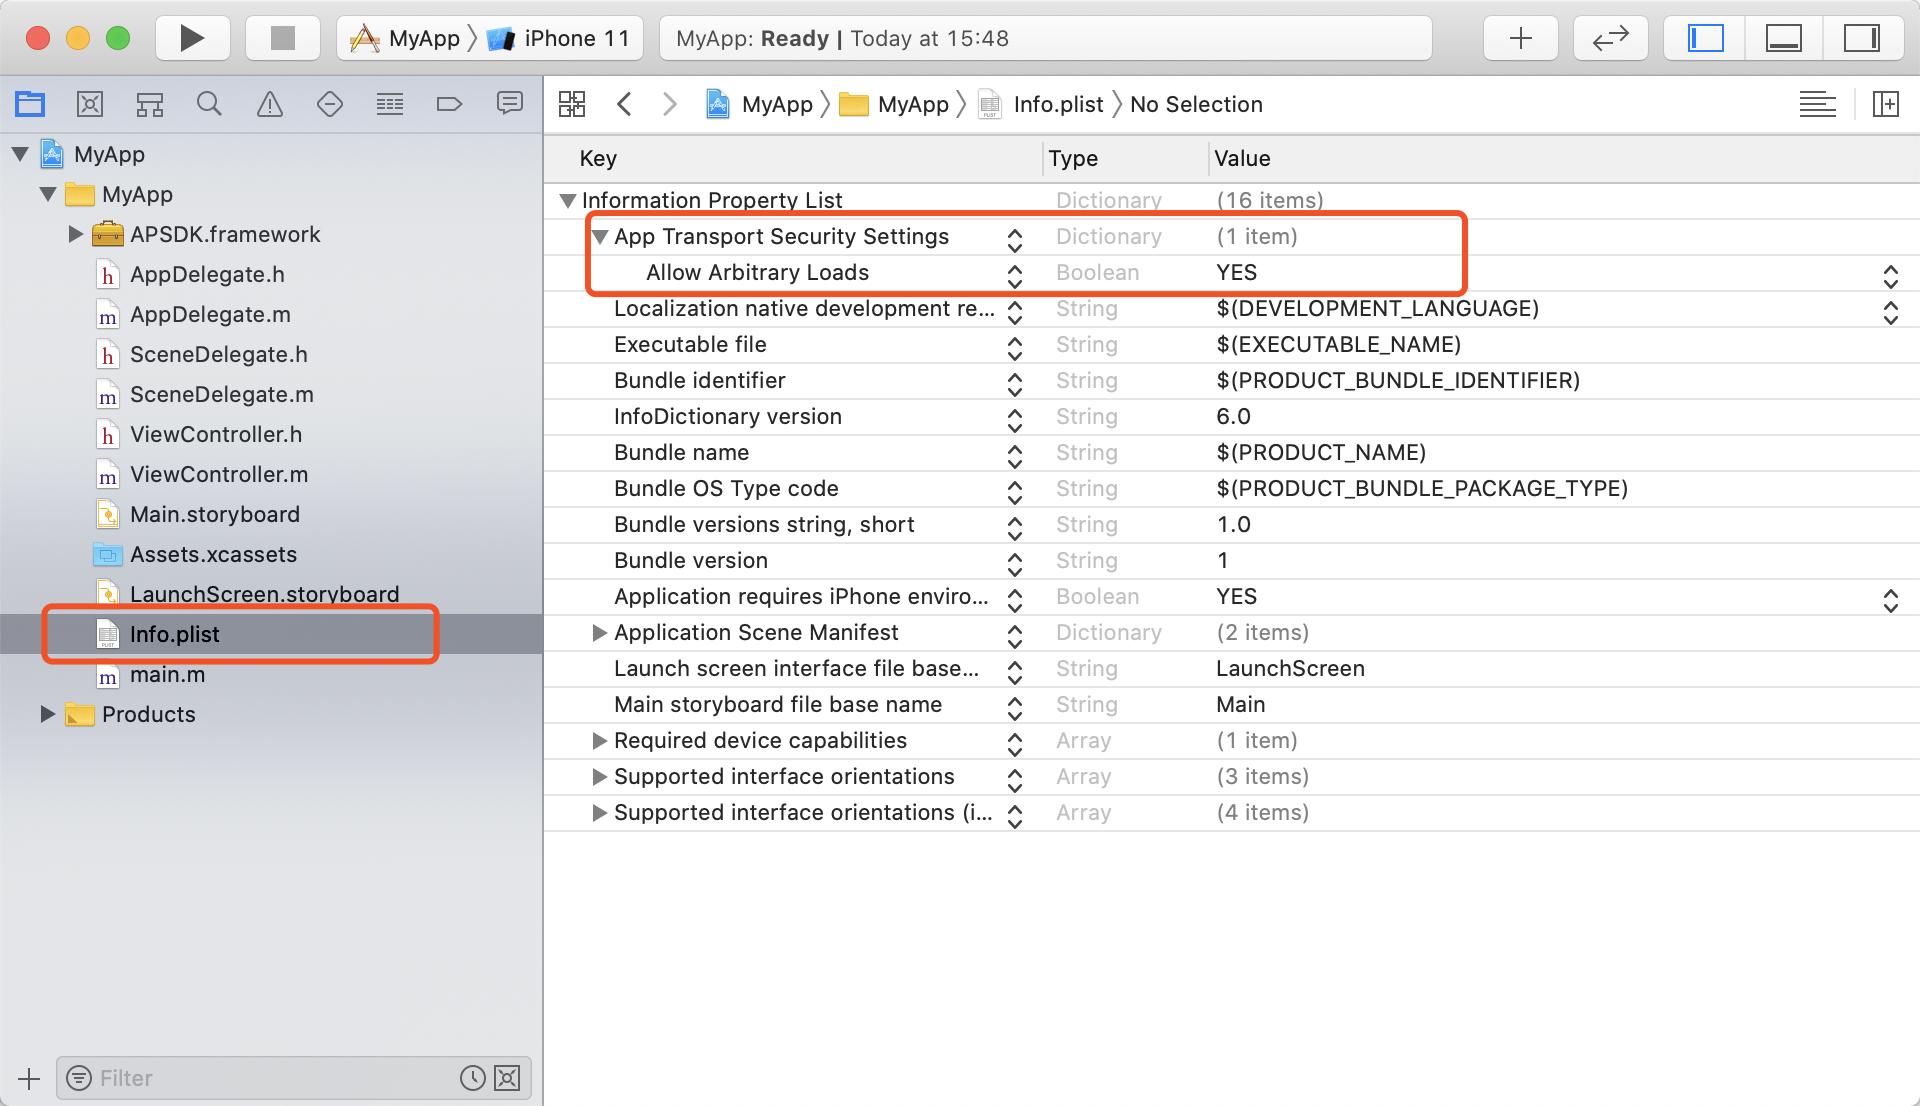 MyApp iPhone 11 MyApp: Ready | Today at 15:48
MyApp MyApp Info.plist No Selection
MyApp
MyApp
APSDK.framework
h AppDelegate.h
m AppDelegate.m
h SceneDelegate.h
m SceneDelegate.m
h ViewController.h
m ViewController.m
Main.storyboard
Assets.xcassets
LaunchScreen.storyboard
Info.plist
m main.m
Products
Filter
Key Type Value
Information Property List Dictionary (16 items)
App Transport Security Settings Dictionary (1 item)
Allow Arbitrary Loads Boolean YES
Localization native development re... String $(DEVELOPMENT_LANGUAGE)
Executable file String $(EXECUTABLE_NAME)
Bundle identifier String $(PRODUCT_BUNDLE_IDENTIFIER)
InfoDictionary version String 6.0
Bundle name String $(PRODUCT_NAME)
Bundle OS Type code String $(PRODUCT_BUNDLE_PACKAGE_TYPE)
Bundle versions string, short String 1.0
Bundle version String 1
Application requires iPhone enviro... Boolean YES
Application Scene Manifest Dictionary (2 items)
Launch screen interface file base... String LaunchScreen
Main storyboard file base name String Main
Required device capabilities Array (1 item)
Supported interface orientations Array (3 items)
Supported interface orientations (i... Array (4 items)